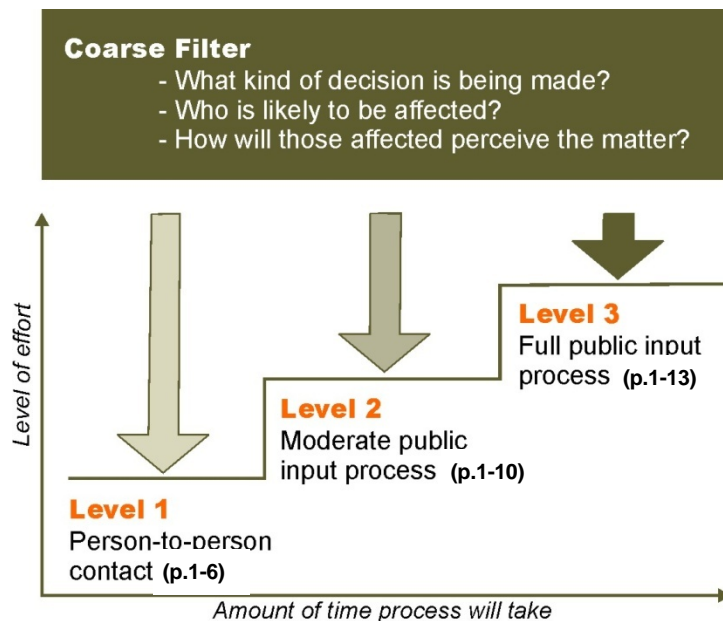 Coarse Filter
- What kind of decision is being made?
- Who is likely to be affected?
- How will those affected perceive the matter?
Level of effort
Level 3
Full public input
process (p.1-13)
Level 2
Moderate public
input process (p.1-10)
Level 1
Person-to-person
contact (p.1-6)
Amount of time process will take